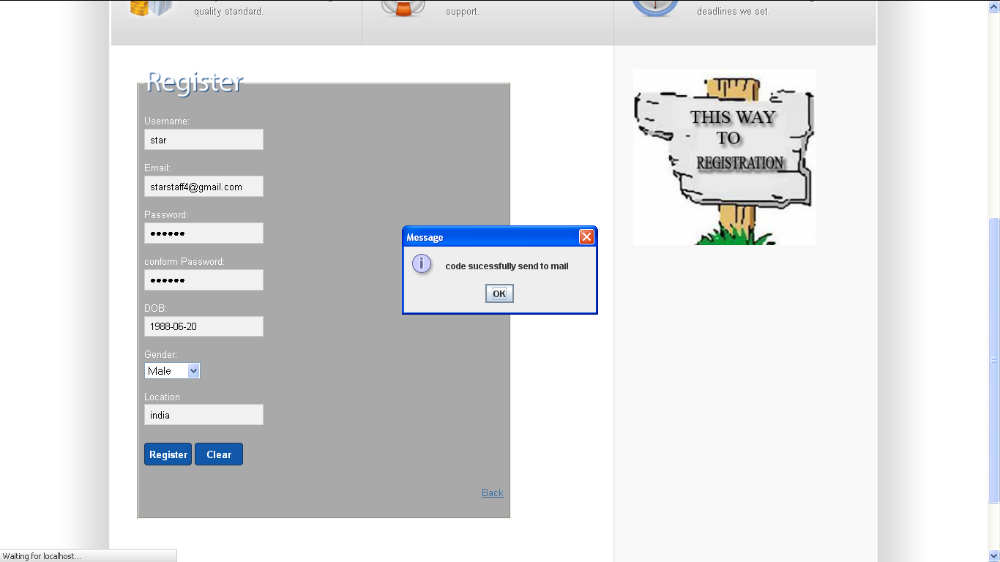 quality standard.
support.
deadlines we set.
Register
Username:
star
Email:
starstaff4@gmail.com
Password:
••••••
conform Password:
••••••
DOB:
1988-06-20
Gender:
Male
Location
india
Register
Clear
Back
THIS WAY
TO
REGISTRATION
Message
code sucessfully send to mail
OK
Waiting for localhost...